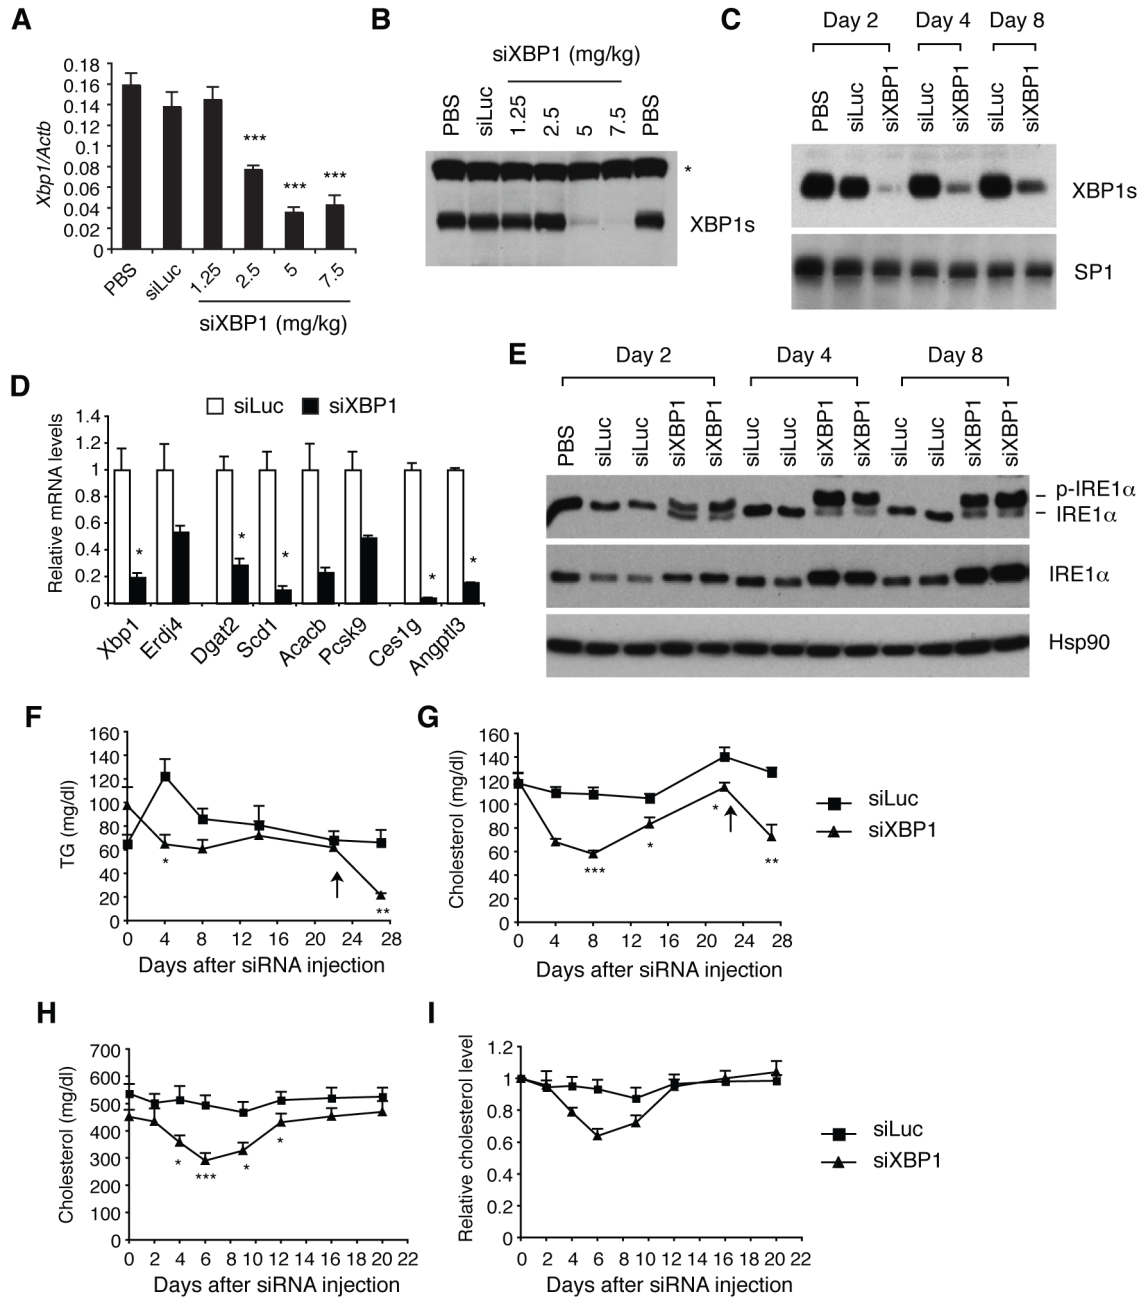 A
0.18
0.16
0.14
0.12
0.1
0.08
0.06
0.04
0.02
0
Xbp1/Actb
***
***
***
PBS
siLuc
1.25
2.5
5
7.5
siXBP1 (mg/kg)
B
siXBP1 (mg/kg)
PBS
siLuc
1.25
2.5
5
7.5
PBS
*
XBP1s
C
Day 2
Day 4
Day 8
PBS
siLuc
siXBP1
siLuc
siXBP1
siLuc
siXBP1
XBP1s
SP1
D
siLuc
siXBP1
Relative mRNA levels
1.4
1.2
1
0.8
0.6
0.4
0.2
0
*
*
*
*
*
Xbp1
Erdj4
Dgat2
Scd1
Acacb
Pcsk9
Ces1g
Angptl3
E
Day 2
Day 4
Day 8
PBS
siLuc
siLuc
siXBP1
siXBP1
siLuc
siLuc
siXBP1
siXBP1
siLuc
siLuc
siXBP1
siXBP1
p-IRE1α
IRE1α
IRE1α
Hsp90
F
TG (mg/dl)
160
140
120
100
80
60
40
20
0
*
**
0 4 8 12 16 20 24 28
Days after siRNA injection
G
Cholesterol (mg/dl)
160
140
120
100
80
60
40
20
0
***
*
*
**
0 4 8 12 16 20 24 28
Days after siRNA injection
siLuc
siXBP1
H
Cholesterol (mg/dl)
700
600
500
400
300
200
100
0
*
***
*
*
0 2 4 6 8 10 12 14 16 18 20 22
Days after siRNA injection
I
Relative cholesterol level
1.2
1
0.8
0.6
0.4
0.2
0
0 2 4 6 8 10 12 14 16 18 20 22
Days after siRNA injection
siLuc
siXBP1